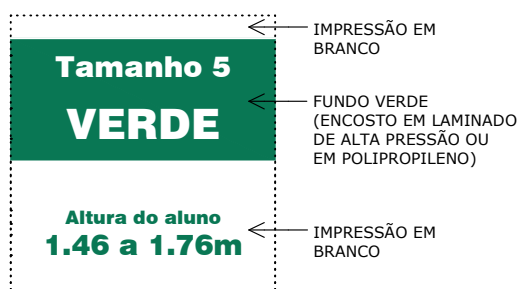 IMPRESSÃO EM
BRANCO
Tamanho 5
VERDE
FUNDO VERDE
(ENCOSTO EM LAMINADO
DE ALTA PRESSÃO OU
EM POLIPROPILENO)
Altura do aluno
1.46 a 1.76m
IMPRESSÃO EM
BRANCO